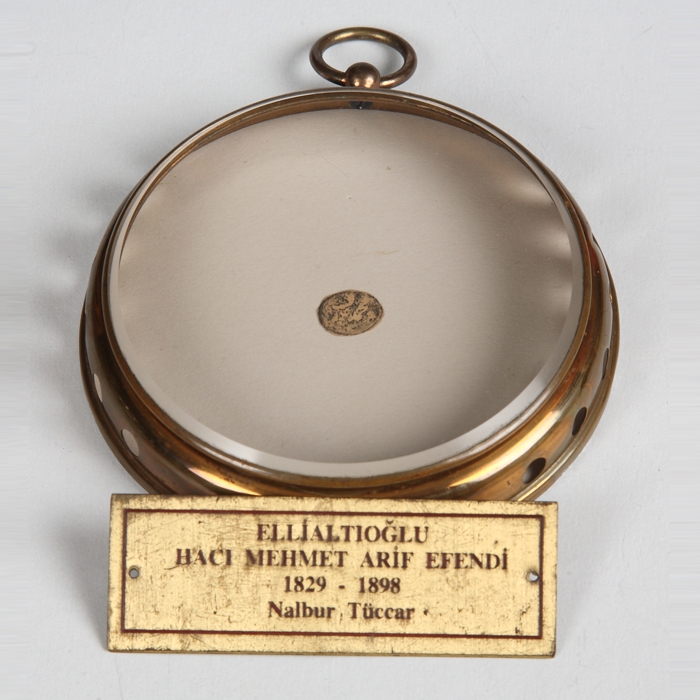 ELLİALTIOĞLU
HACI MEHMET ARİF EFENDİ
1829 - 1898
Nalbur Tüccar